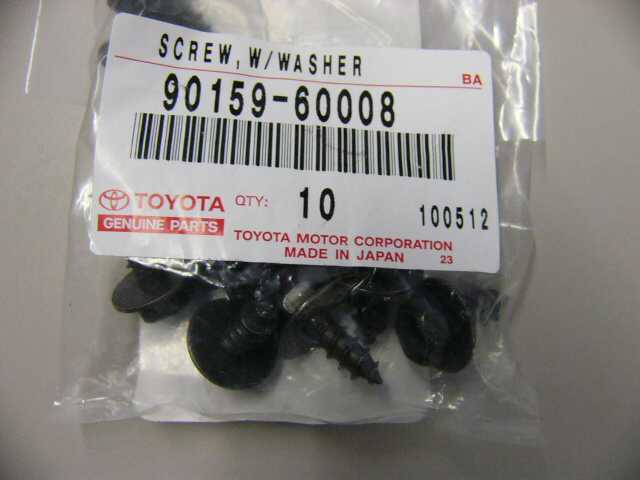 SCREW, W/WASHER
BA
90159-60008
TOYOTA QTY: 10 100512
GENUINE PARTS
TOYOTA MOTOR CORPORATION
MADE IN JAPAN 23